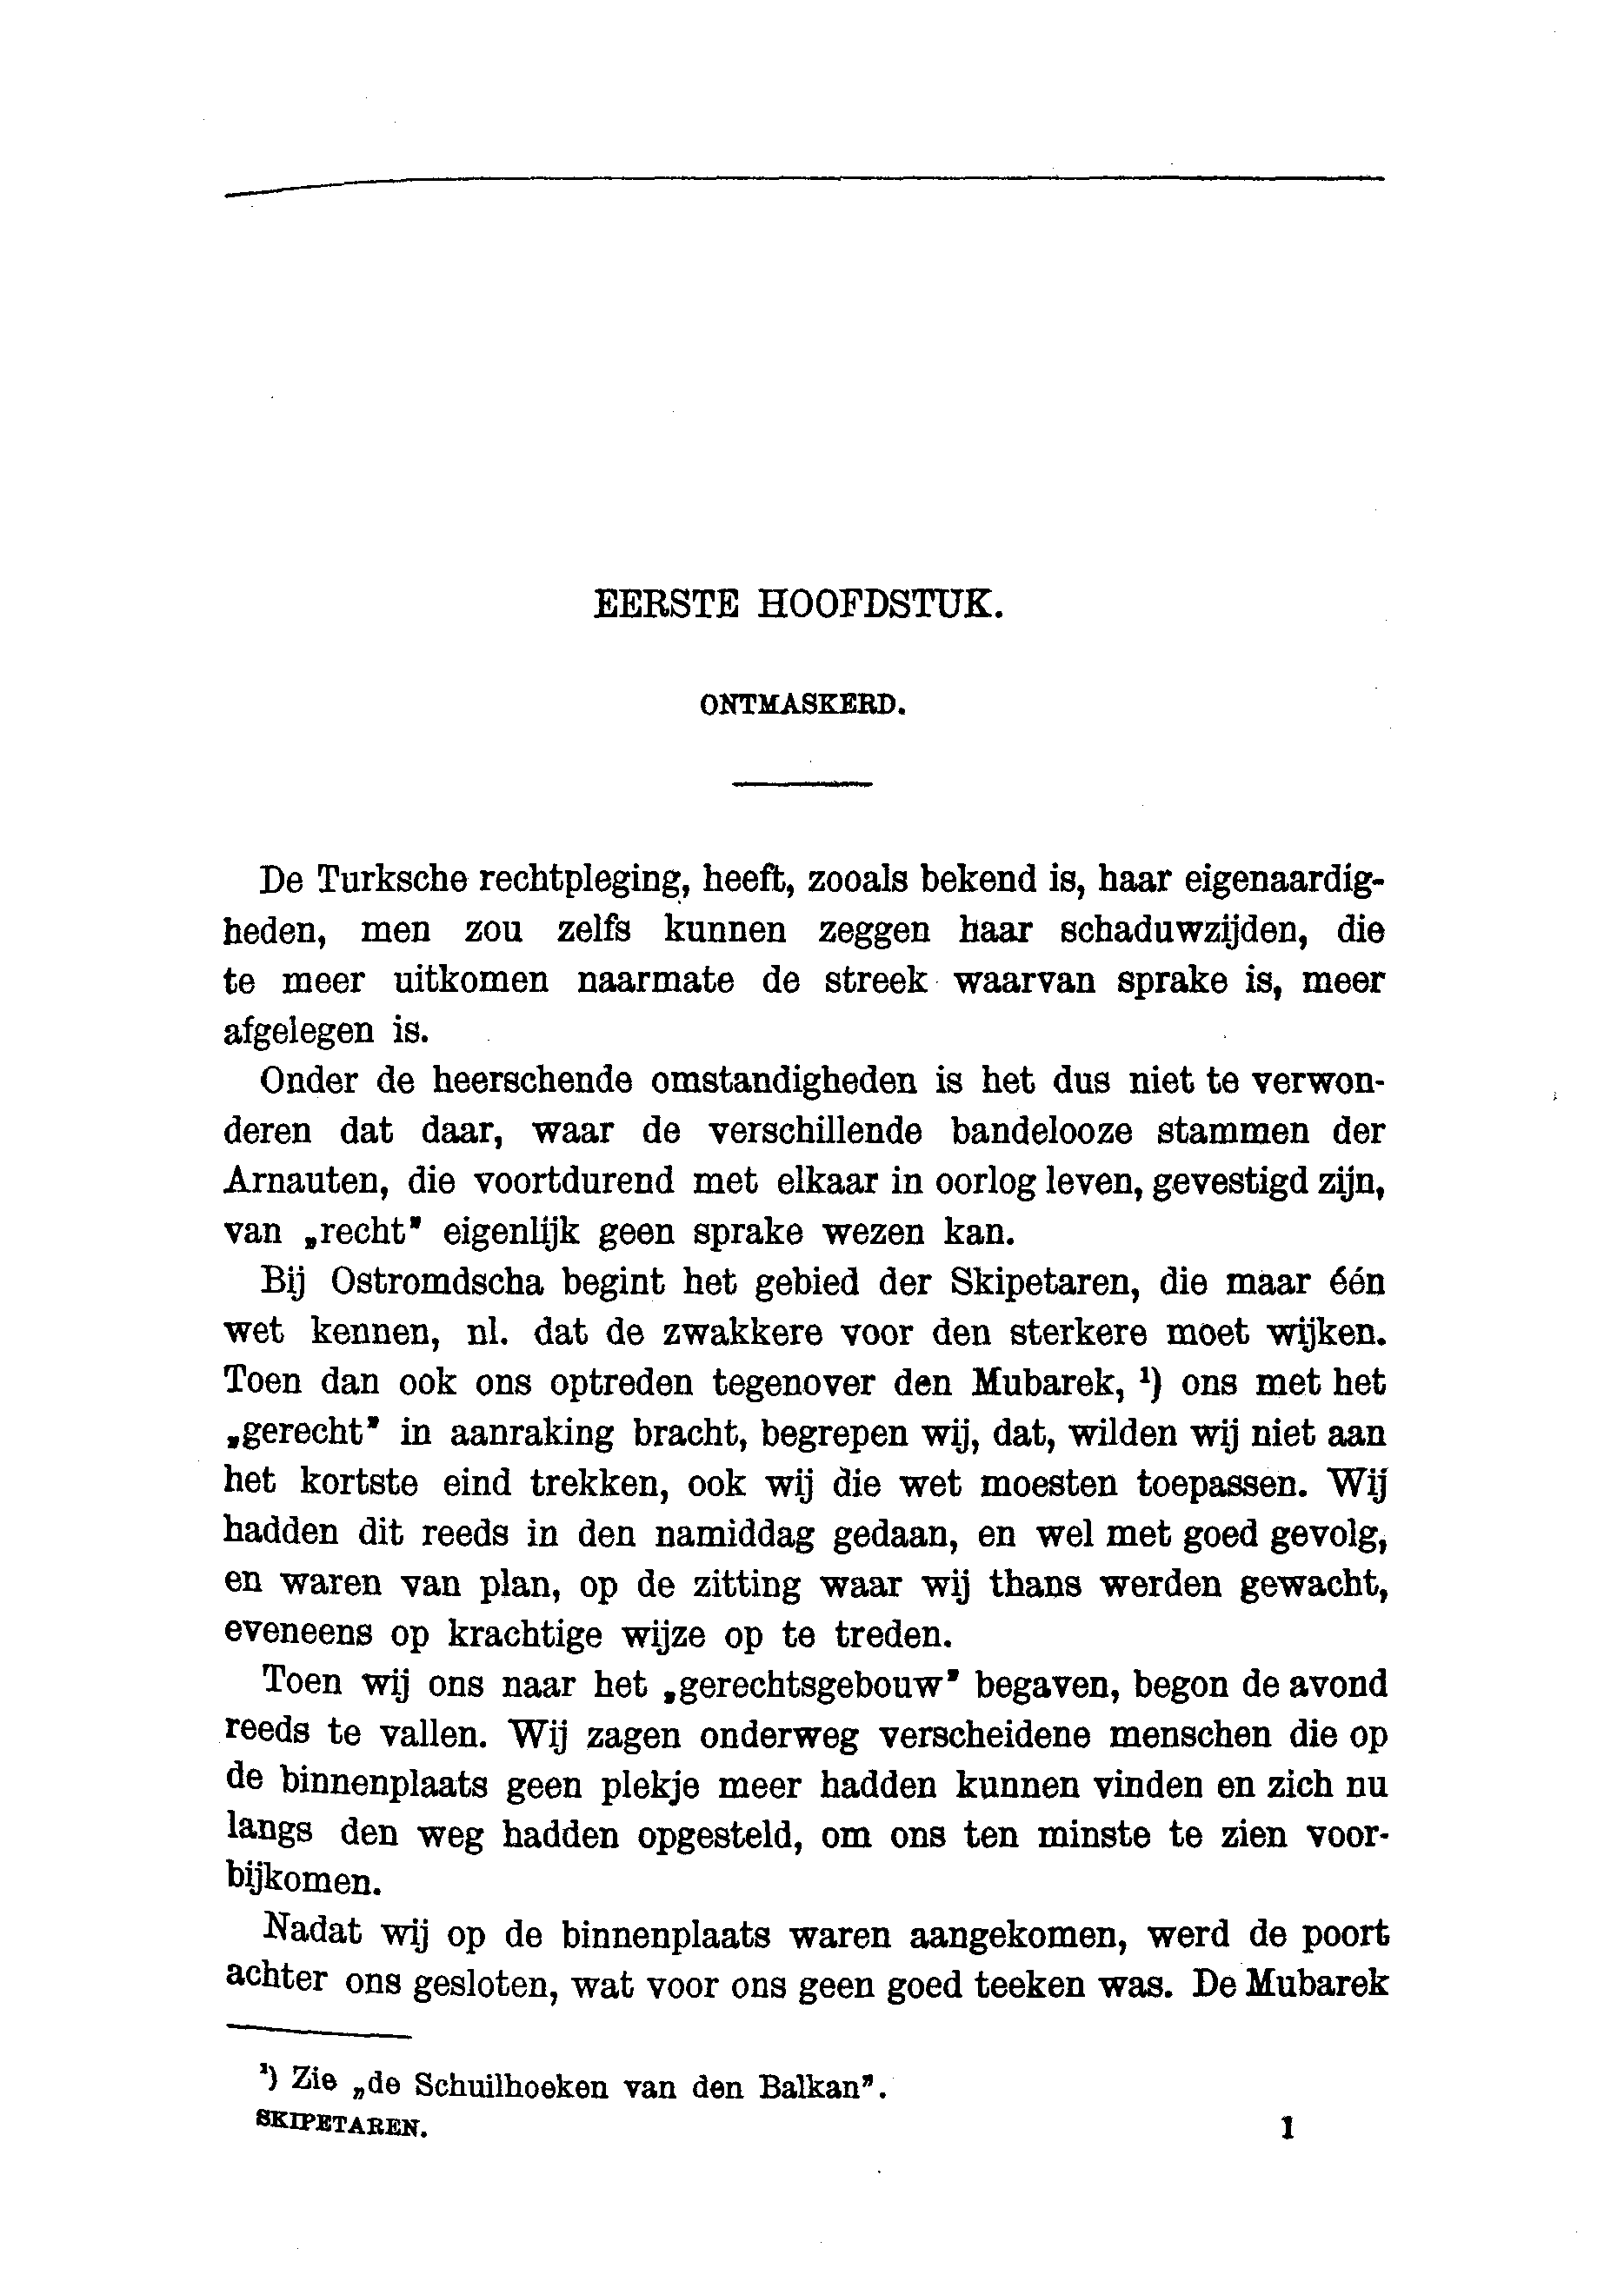 EERSTE HOOFDSTUK.
ONTMASKERD.
De Turksche rechtpleging, heeft, zooals bekend is, haar eigenaardig-
heden, men zou zelfs kunnen zeggen haar schaduwzijden, die
te meer uitkomen naarmate de streek waarvan sprake is, meer
afgelegen is.
Onder de heerschende omstandigheden is het dus niet te verwon-
deren dat daar, waar de verschillende bandelooze stammen der
Arnauten, die voortdurend met elkaar in oorlog leven, gevestigd zijn,
van „recht" eigenlijk geen sprake wezen kan.
Bij Ostromdscha begint het gebied der Skipetaren, die maar één
wet kennen, nl. dat de zwakkere voor den sterkere moet wijken.
Toen dan ook ons optreden tegenover den Mubarek, ¹) ons met het
„gerecht" in aanraking bracht, begrepen wij, dat, wilden wij niet aan
het kortste eind trekken, ook wij die wet moesten toepassen. Wij
hadden dit reeds in den namiddag gedaan, en wel met goed gevolg,
en waren van plan, op de zitting waar wij thans werden gewacht,
eveneens op krachtige wijze op te treden.
Toen wij ons naar het „gerechtsgebouw" begaven, begon de avond
reeds te vallen. Wij zagen onderweg verscheidene menschen die op
de binnenplaats geen plekje meer hadden kunnen vinden en zich nu
langs den weg hadden opgesteld, om ons ten minste te zien voor-
bijkomen.
Nadat wij op de binnenplaats waren aangekomen, werd de poort
achter ons gesloten, wat voor ons geen goed teeken was. De Mubarek
¹) Zie „de Schuilhoeken van den Balkan".
SKIPETAREN. 1